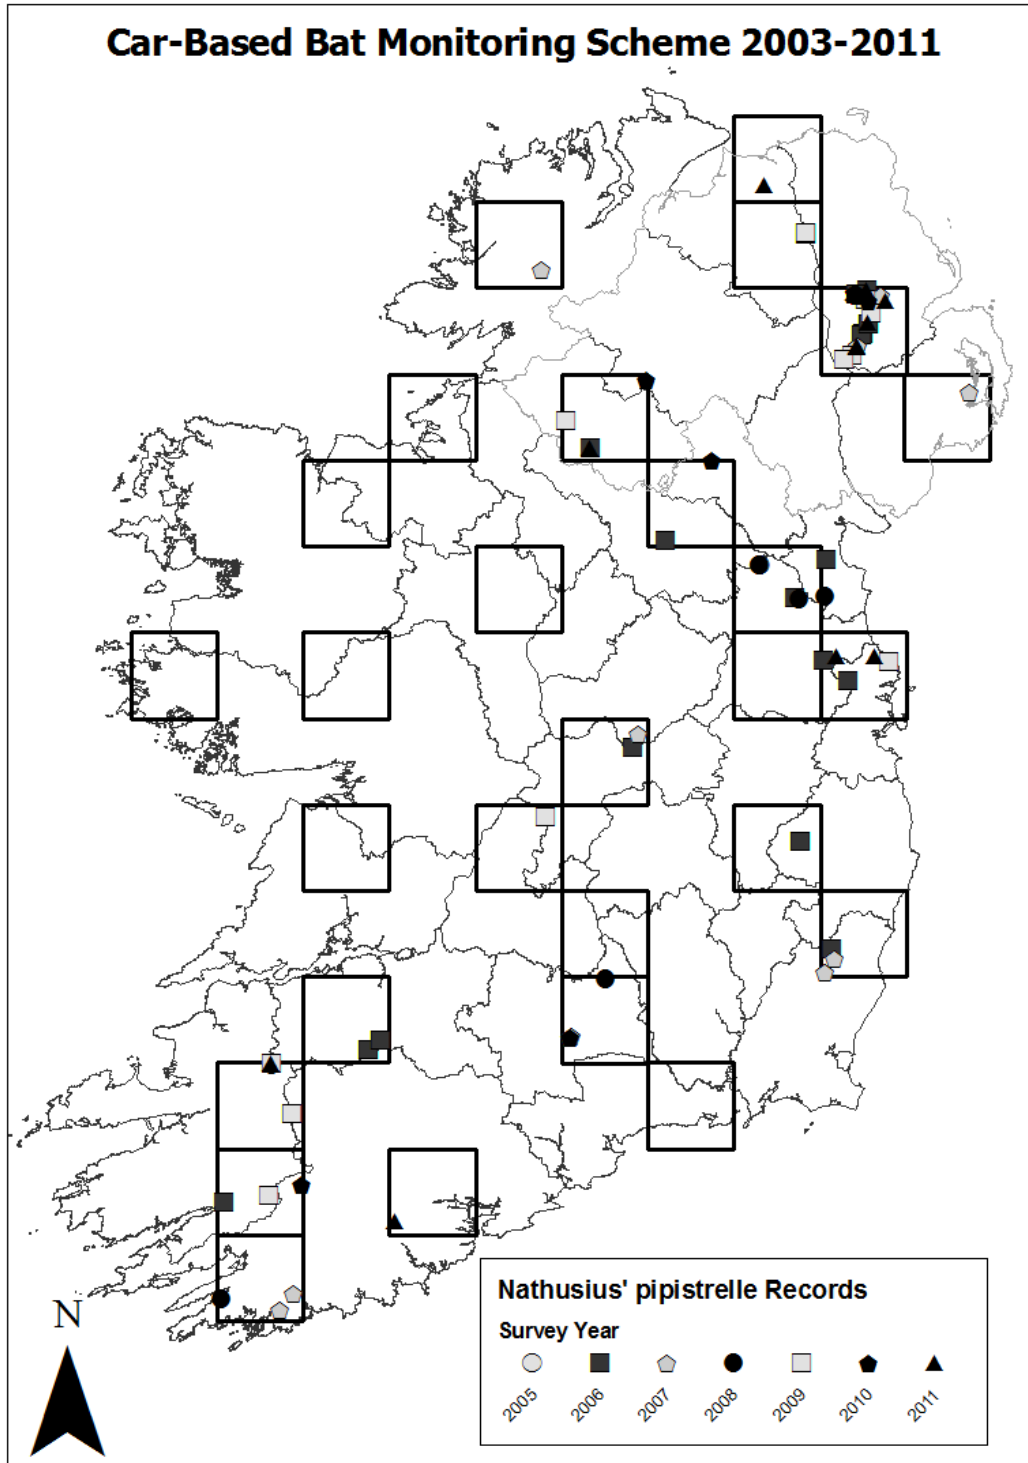 Car-Based Bat Monitoring Scheme 2003-2011
N
Nathusius' pipistrelle Records
Survey Year
2005 2006 2007 2008 2009 2010 2011